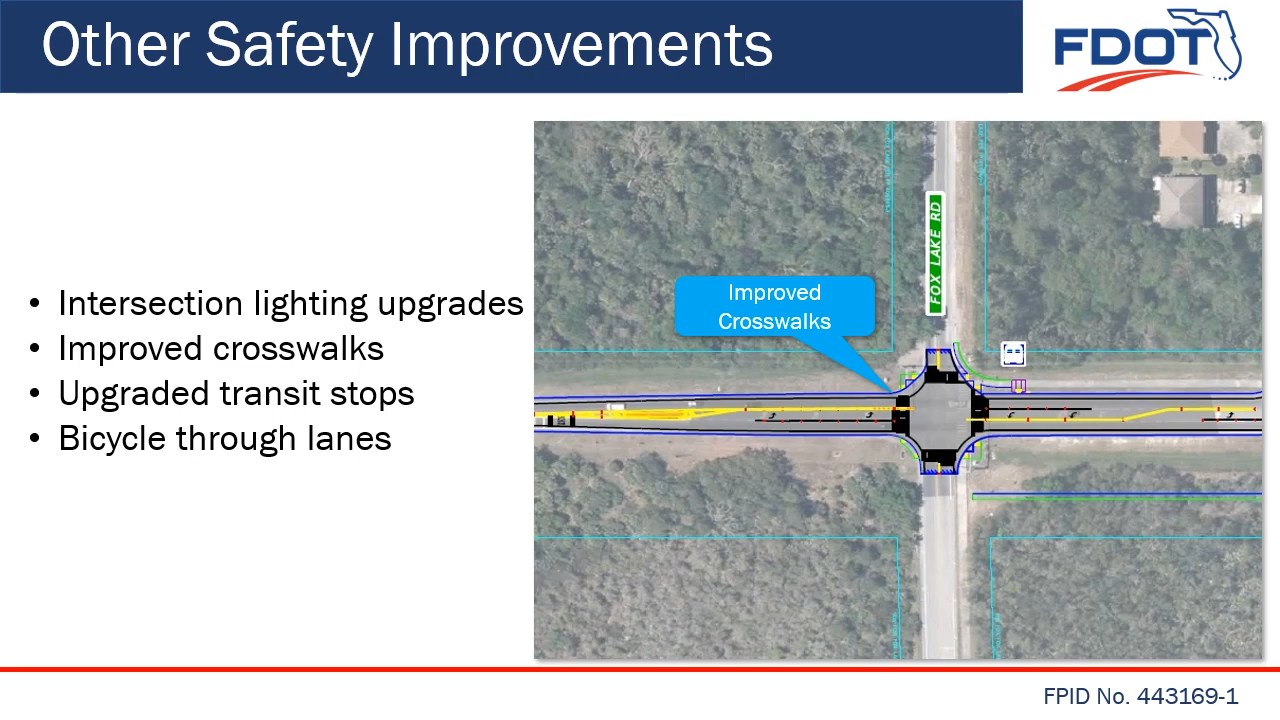 Other Safety Improvements
FDOT
• Intersection lighting upgrades
• Improved crosswalks
• Upgraded transit stops
• Bicycle through lanes
FOX LAKE RD
Improved
Crosswalks
FPID No. 443169-1